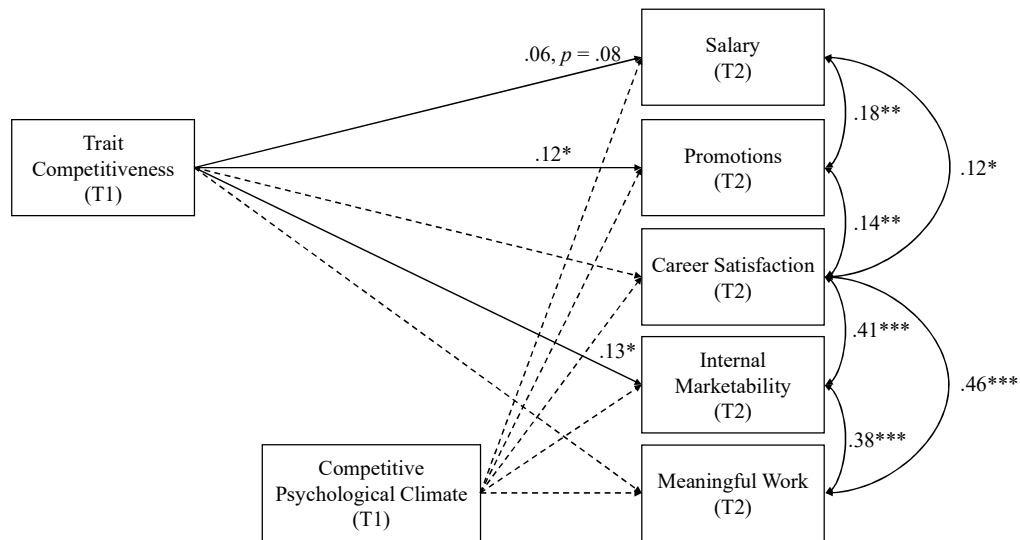 Salary
(T2)
.06, p = .08
.18**
Trait
Competitiveness
(T1)
.12*
Promotions
(T2)
.12*
.14**
Career Satisfaction
(T2)
.41***
.13*
Internal
Marketability
(T2)
.46***
.38***
Competitive
Psychological Climate
(T1)
Meaningful Work
(T2)